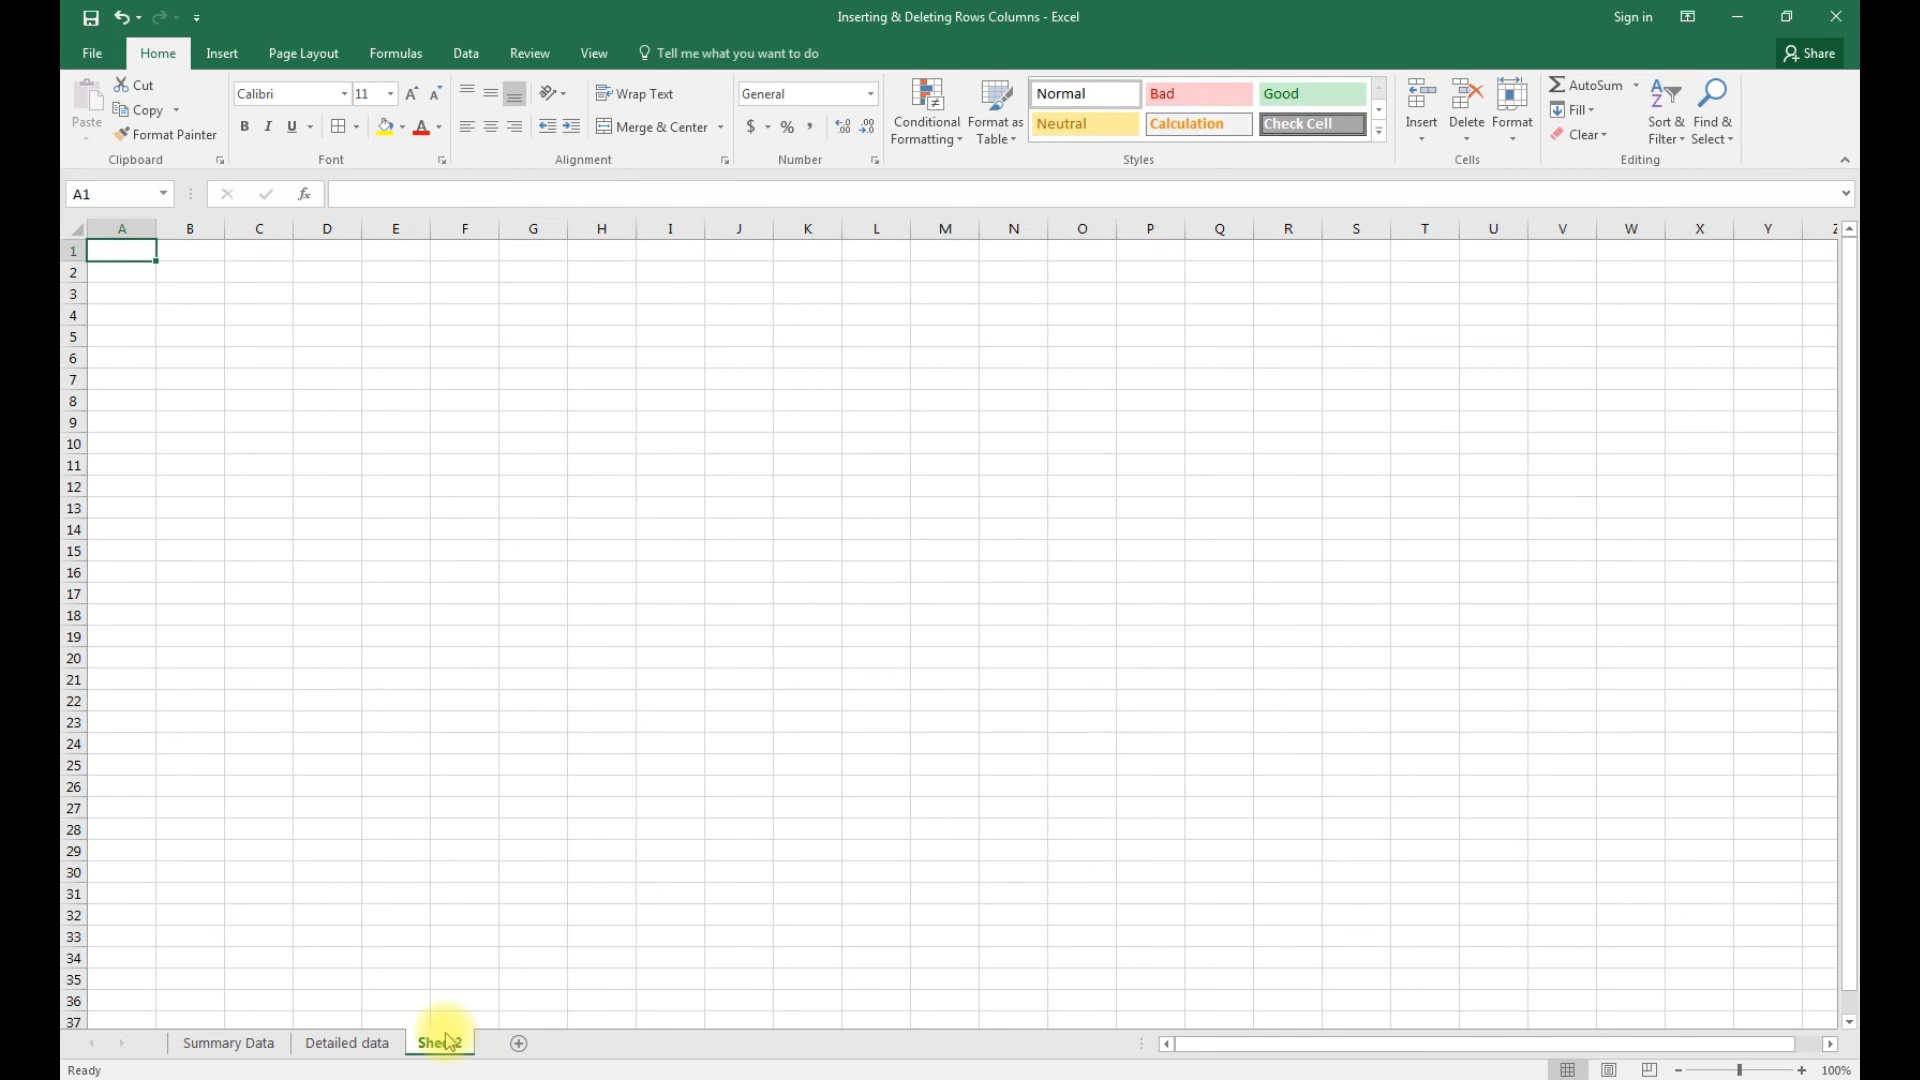 Inserting & Deleting Rows Columns - Excel
Sign in
File Home Insert Page Layout Formulas Data Review View Tell me what you want to do Share
Paste
Cut
Copy
Format Painter
Clipboard
Calibri 11
B I U
Font
Wrap Text
Merge & Center
Alignment
General
$ % ,
Number
Conditional Formatting
Format as Table
Normal Bad Good
Neutral Calculation Check Cell
Styles
Insert Delete Format
Cells
AutoSum
Fill
Clear
Sort & Filter
Find & Select
Editing
A1
fx
A B C D E F G H I J K L M N O P Q R S T U V W X Y Z
1
2
3
4
5
6
7
8
9
10
11
12
13
14
15
16
17
18
19
20
21
22
23
24
25
26
27
28
29
30
31
32
33
34
35
36
37
Summary Data Detailed data Sheet2
Ready
100%